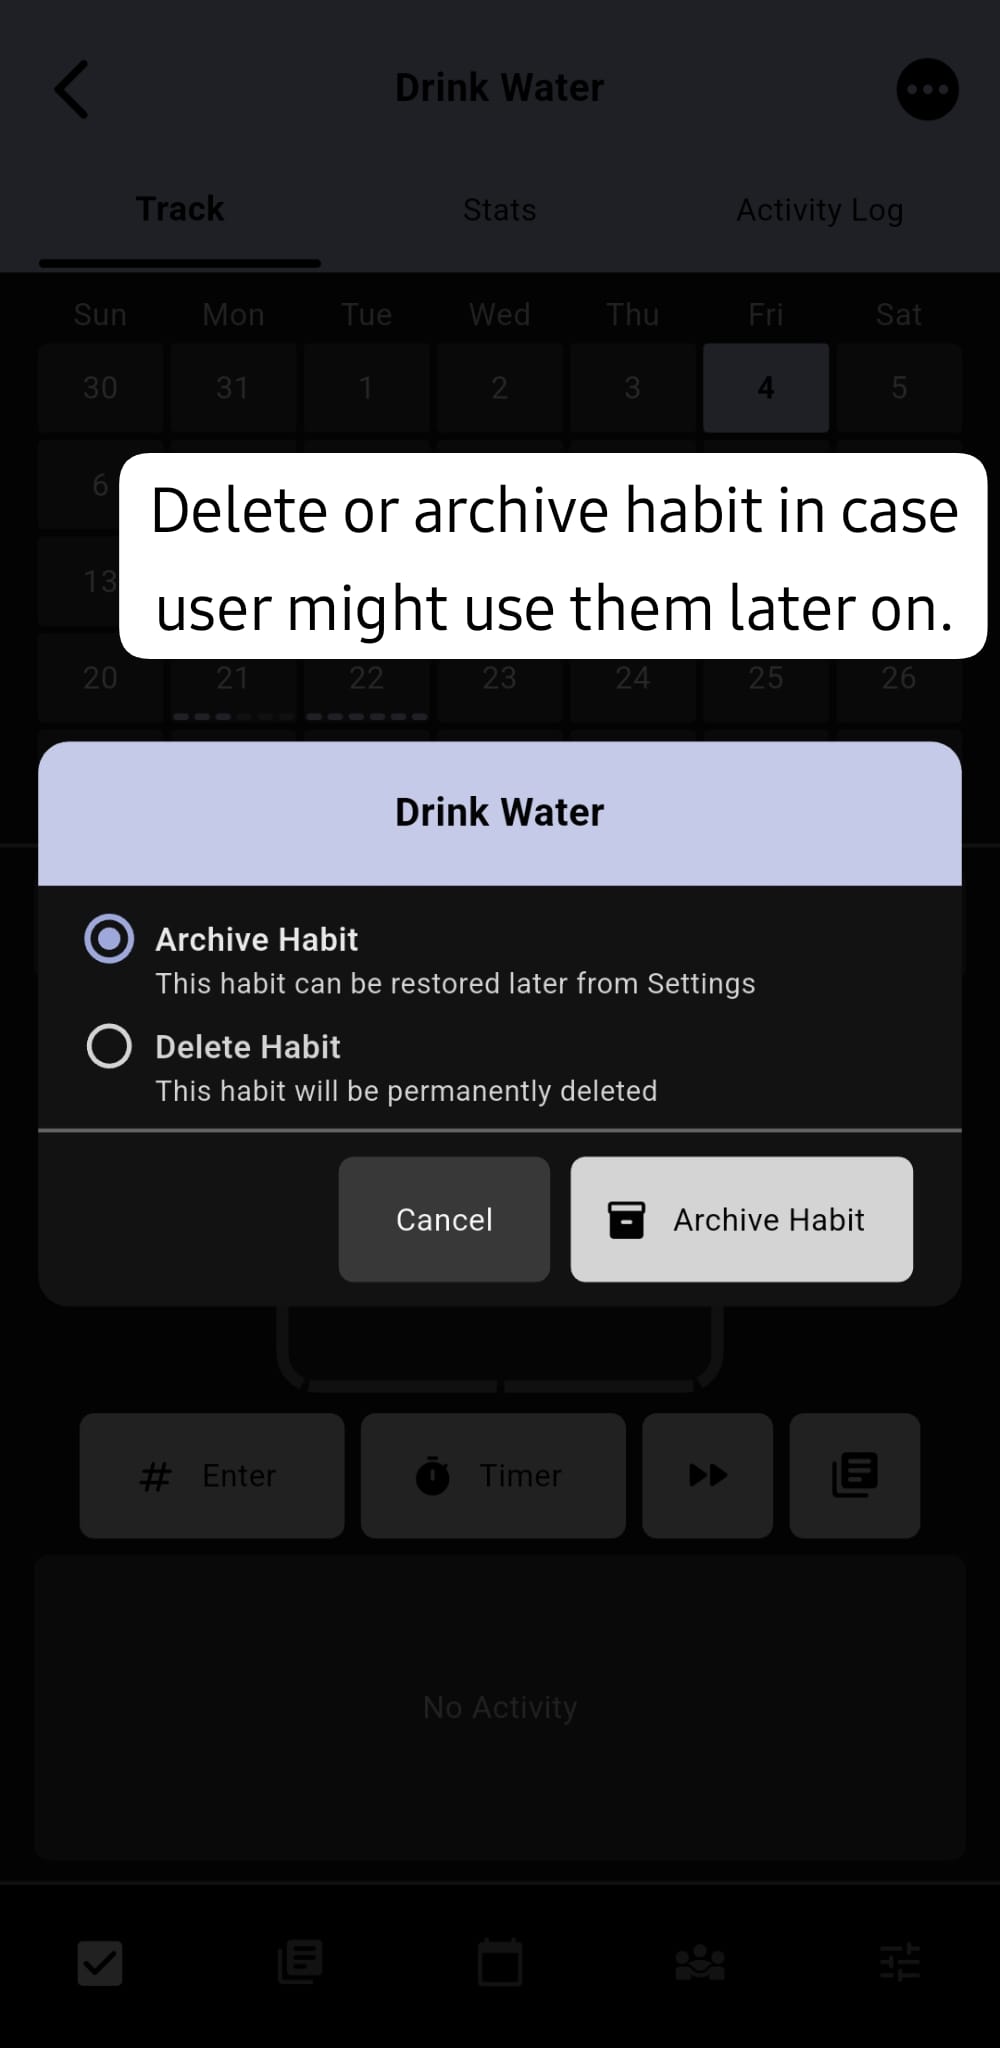 Drink Water
Track Stats Activity Log
Sun Mon Tue Wed Thu Fri Sat
30 31 1 2 3 4 5
6
Delete or archive habit in case
user might use them later on.
13
20 21 22 23 24 25 26
Drink Water
Archive Habit
This habit can be restored later from Settings
Delete Habit
This habit will be permanently deleted
Cancel Archive Habit
# Enter Timer
No Activity